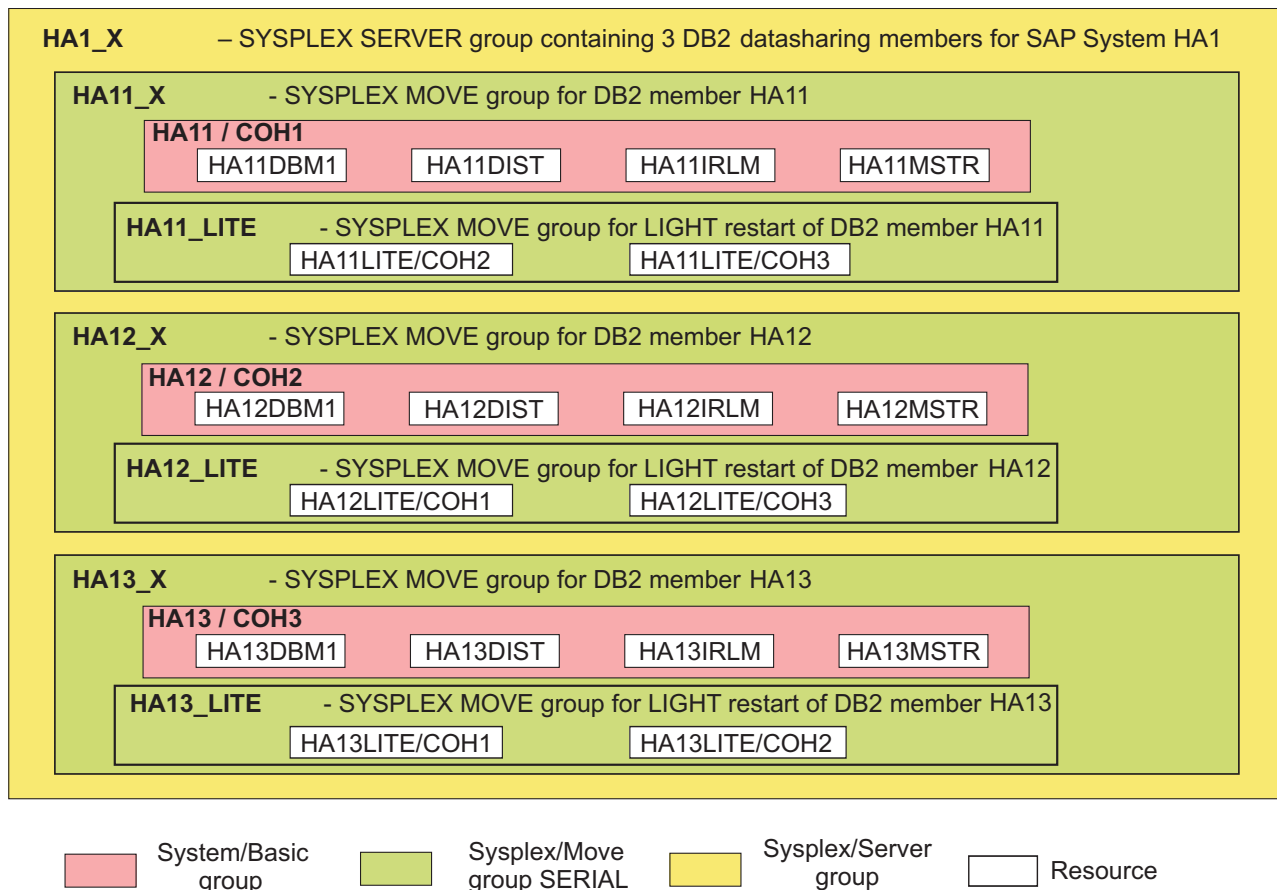 HA1_X – SYSPLEX SERVER group containing 3 DB2 datasharing members for SAP System HA1
HA11_X - SYSPLEX MOVE group for DB2 member HA11
HA11 / COH1
HA11DBM1 HA11DIST HA11IRLM HA11MSTR
HA11_LITE - SYSPLEX MOVE group for LIGHT restart of DB2 member HA11
HA11LITE/COH2 HA11LITE/COH3
HA12_X - SYSPLEX MOVE group for DB2 member HA12
HA12 / COH2
HA12DBM1 HA12DIST HA12IRLM HA12MSTR
HA12_LITE - SYSPLEX MOVE group for LIGHT restart of DB2 member HA12
HA12LITE/COH1 HA12LITE/COH3
HA13_X - SYSPLEX MOVE group for DB2 member HA13
HA13 / COH3
HA13DBM1 HA13DIST HA13IRLM HA13MSTR
HA13_LITE - SYSPLEX MOVE group for LIGHT restart of DB2 member HA13
HA13LITE/COH1 HA13LITE/COH2
System/Basic
group
Sysplex/Move
group SERIAL
Sysplex/Server
group
Resource